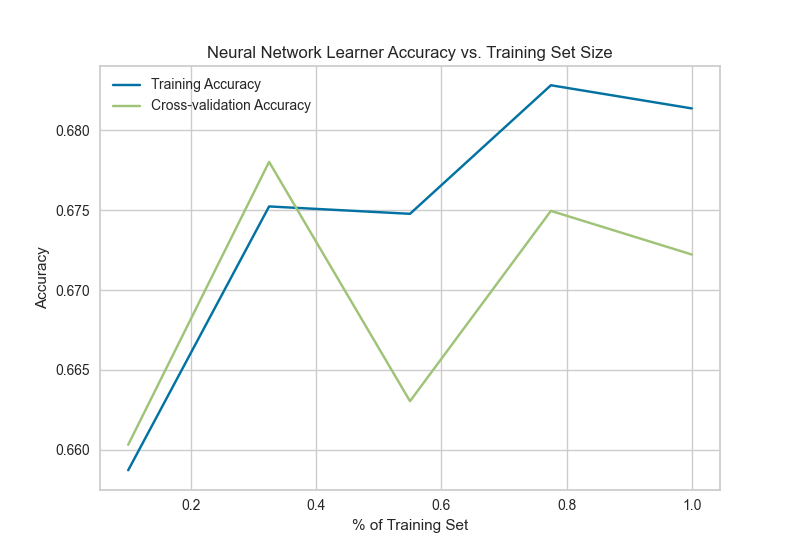 Neural Network Learner Accuracy vs. Training Set Size
Training Accuracy
Cross-validation Accuracy
0.680
0.675
0.670
0.665
0.660
Accuracy
0.2
0.4
0.6
0.8
1.0
% of Training Set